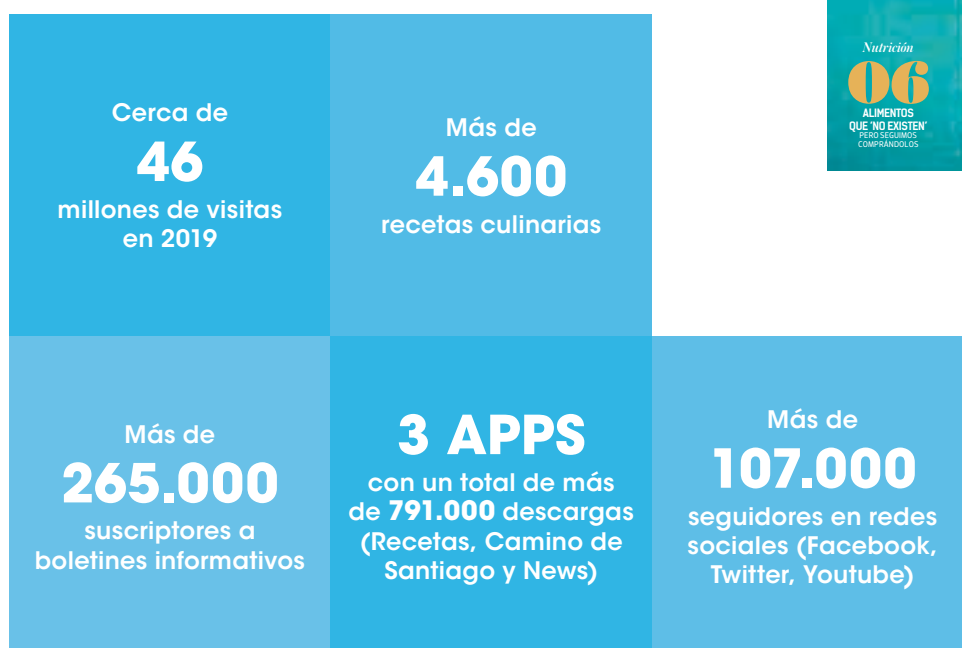 Cerca de
46
millones de visitas
en 2019
Más de
4.600
recetas culinarias
Nutrición
06
ALIMENTOS
QUE ‘NO EXISTEN’
PERO SEGUIMOS
COMPRÁNDOLOS
Más de
265.000
suscriptores a
boletines informativos
3 APPS
con un total de más
de 791.000 descargas
(Recetas, Camino de
Santiago y News)
Más de
107.000
seguidores en redes
sociales (Facebook,
Twitter, Youtube)